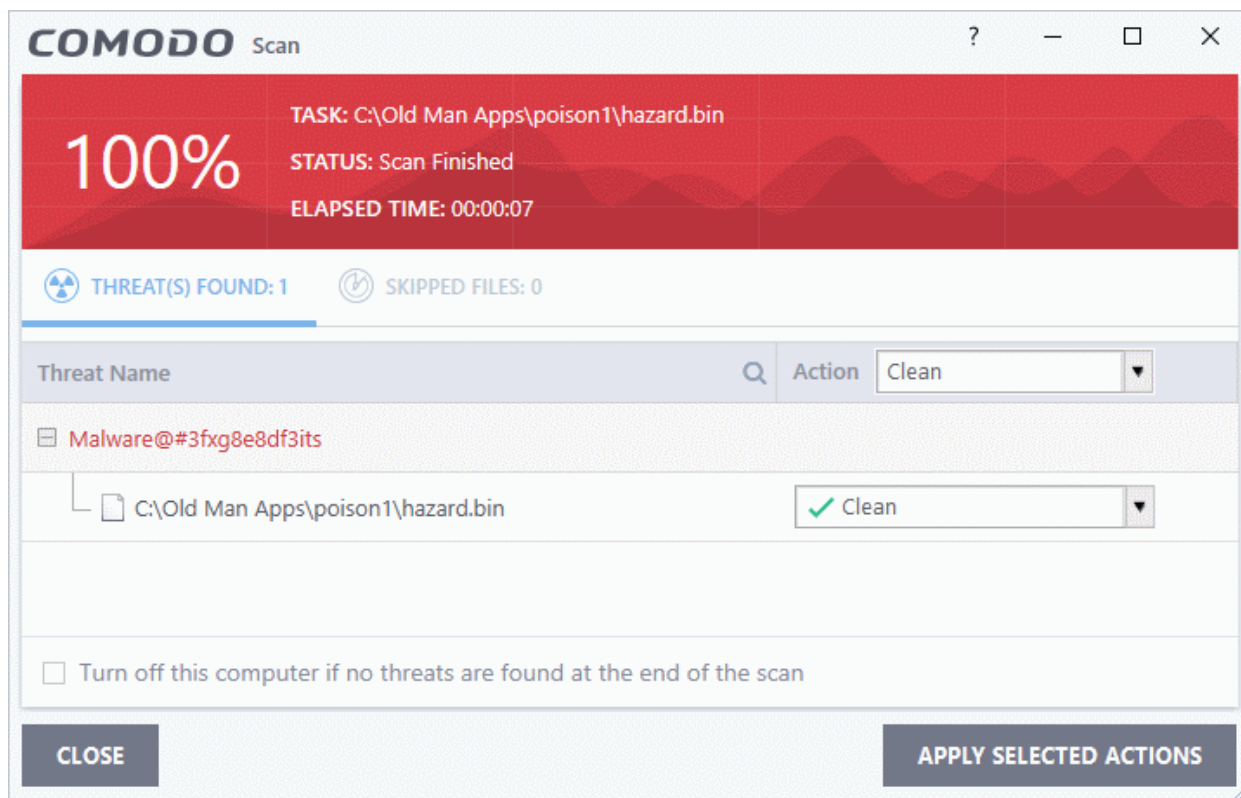 COMODO Scan ?
100%
TASK: C:\Old Man Apps\poison1\hazard.bin
STATUS: Scan Finished
ELAPSED TIME: 00:00:07
THREAT(S) FOUND: 1 SKIPPED FILES: 0
Threat Name Action Clean
Malware@#3fxg8e8df3its
C:\Old Man Apps\poison1\hazard.bin Clean
Turn off this computer if no threats are found at the end of the scan
CLOSE APPLY SELECTED ACTIONS